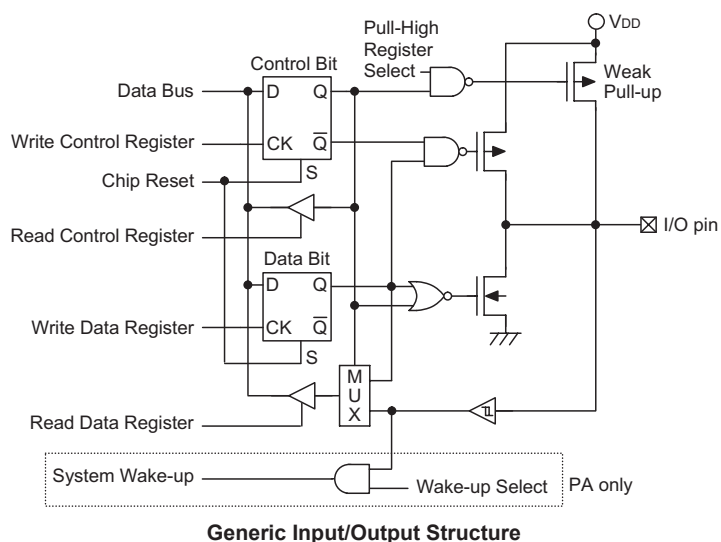 Pull-High
Register
Select
VDD
Weak
Pull-up
Control Bit
Data Bus
D
Q
Write Control Register
CK
Q
Chip Reset
S
Read Control Register
I/O pin
Data Bit
D
Q
Write Data Register
CK
Q
S
M
U
X
Read Data Register
System Wake-up
Wake-up Select
PA only
Generic Input/Output Structure